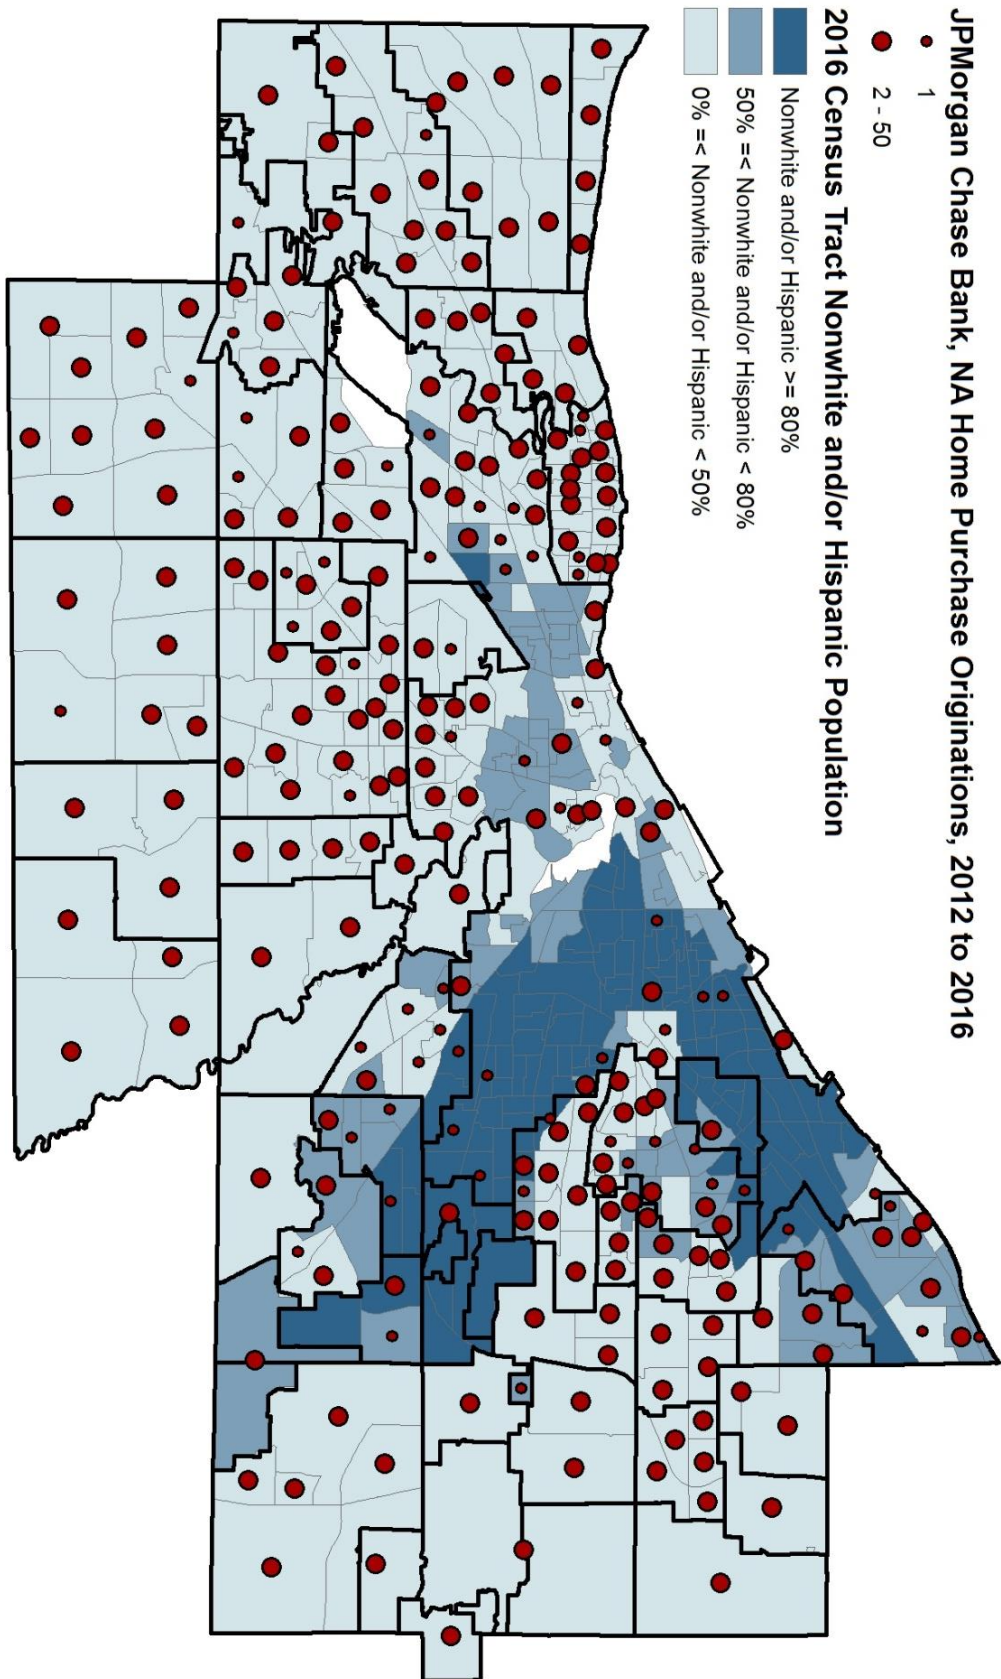 JPMorgan Chase Bank, NA Home Purchase Originations, 2012 to 2016
1
2 - 50
2016 Census Tract Nonwhite and/or Hispanic Population
Nonwhite and/or Hispanic >= 80%
50% =< Nonwhite and/or Hispanic < 80%
0% =< Nonwhite and/or Hispanic < 50%